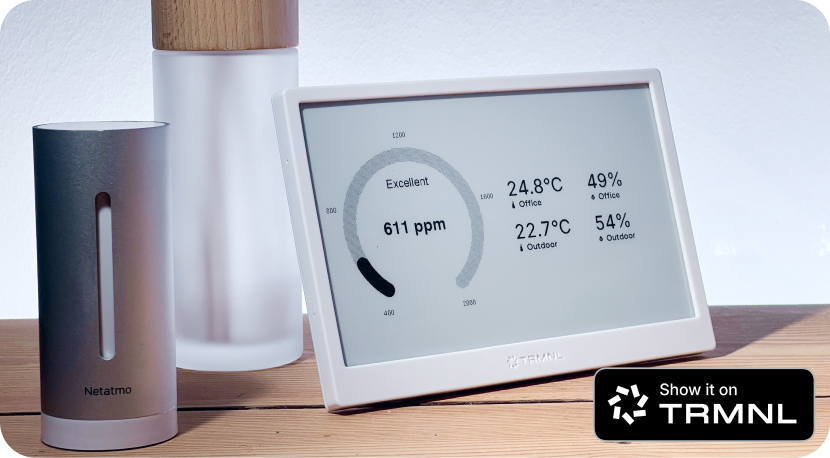 1200
Excellent
800
1600
611 ppm
400
2000
24.8°C
Office
49%
Office
22.7°C
Outdoor
54%
Outdoor
TRMNL
Netatmo
Show it on
TRMNL